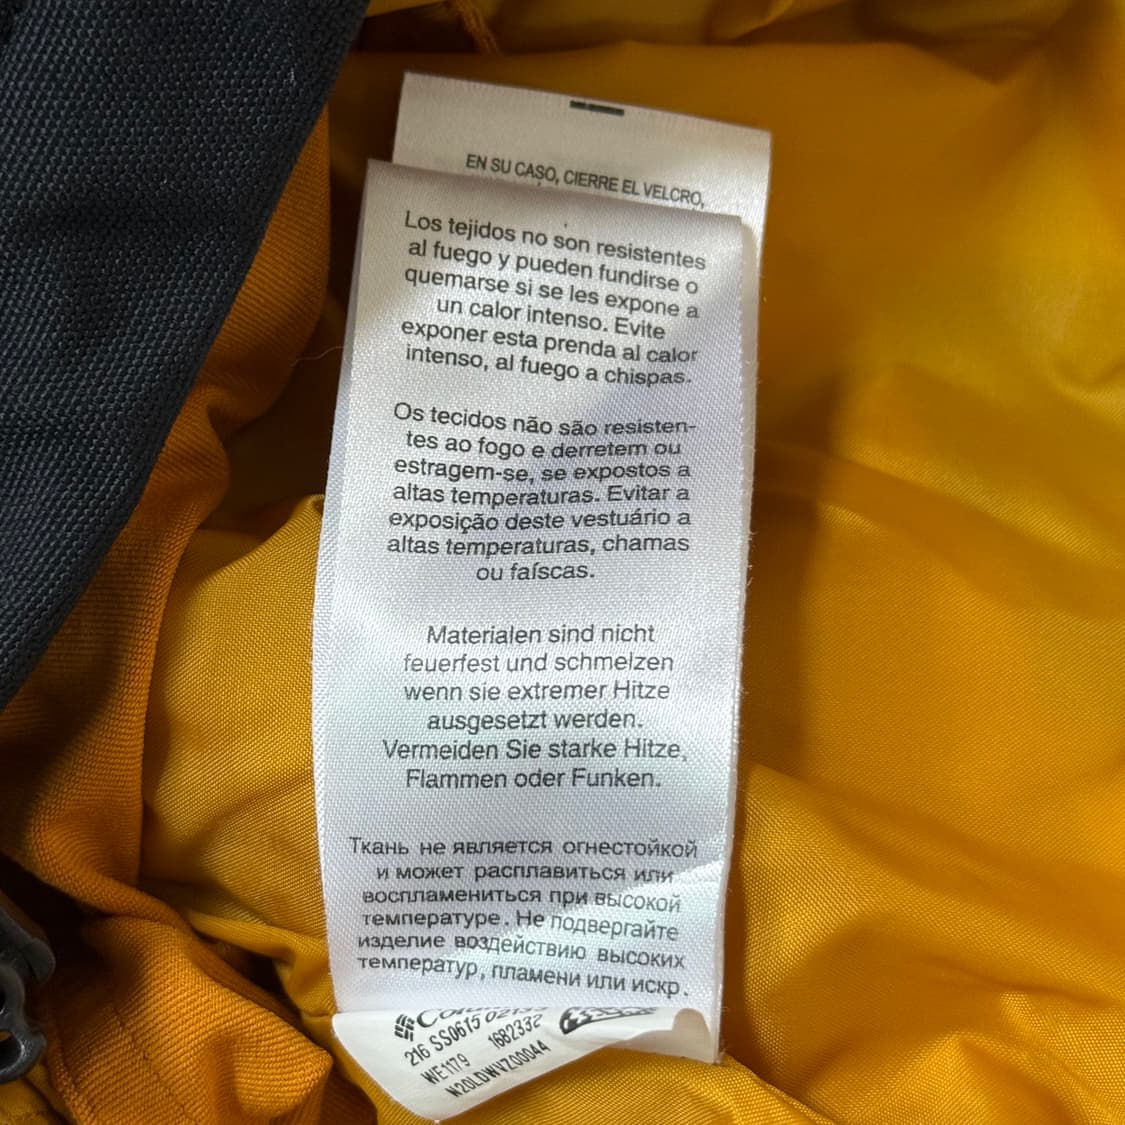 EN SU CASO, CIERRE EL VELCRO,
Los tejidos no son resistentes
al fuego y pueden fundirse o
quemarse si se les expone a
un calor intenso. Evite
exponer esta prenda al calor
intenso, al fuego a chispas.
Os tecidos não são resisten-
tes ao fogo e derretem ou
estragem-se, se expostos a
altas temperaturas. Evitar a
exposição deste vestuário a
altas temperaturas, chamas
ou faíscas.
Materialen sind nicht
feuerfest und schmelzen
wenn sie extremer Hitze
ausgesetzt werden.
Vermeiden Sie starke Hitze,
Flammen oder Funken.
Ткань не является огнестойкой
и может расплавиться или
воспламениться при высокой
температуре. Не подвергайте
изделие воздействию высоких
температур, пламени или искр.
216 SS0615
WE1179 1682332
N20LDWVZ00044